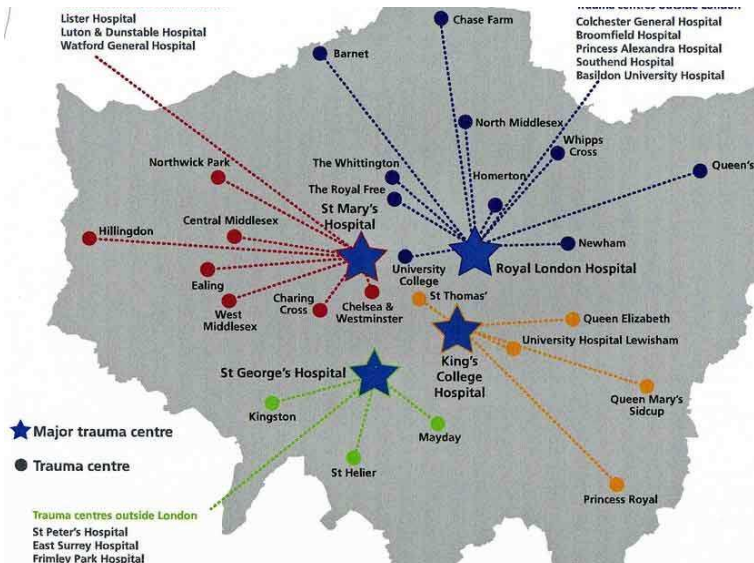 Lister Hospital
Luton & Dunstable Hospital
Watford General Hospital
Trauma centres outside London
Colchester General Hospital
Broomfield Hospital
Princess Alexandra Hospital
Southend Hospital
Basildon University Hospital
Chase Farm
Barnet
North Middlesex
Whipps
Cross
Queen's
Northwick Park
The Whittington
Homerton
The Royal Free
St Mary's
Hospital
Central Middlesex
Hillingdon
Newham
Royal London Hospital
University
College
Ealing
West
Middlesex
Charing
Cross
Chelsea &
Westminster
St Thomas'
Queen Elizabeth
University Hospital Lewisham
King's
College
Hospital
St George's Hospital
Queen Mary's
Sidcup
Kingston
Mayday
St Helier
Princess Royal
Major trauma centre
Trauma centre
Trauma centres outside London
St Peter's Hospital
East Surrey Hospital
Frimley Park Hospital